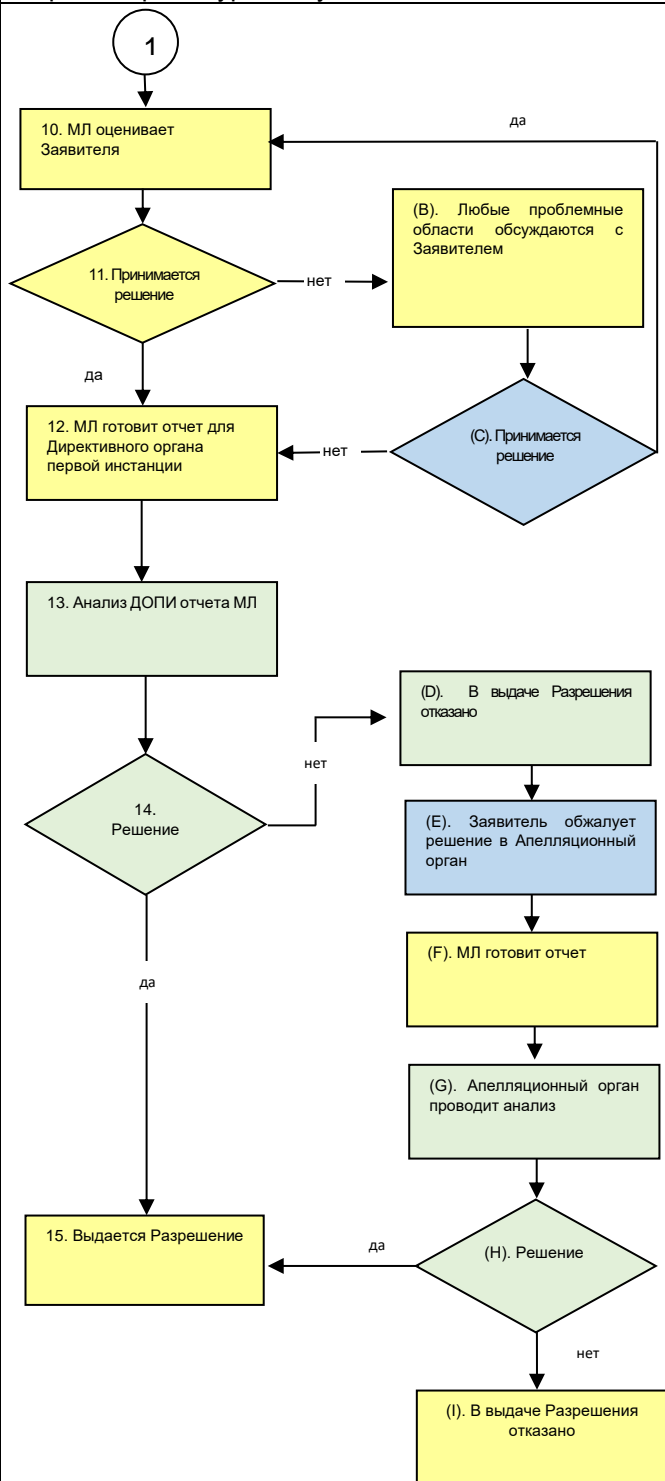 1
10. МЛ оценивает
Заявителя
да
(B). Любые проблемные
области обсуждаются с
Заявителем
11. Принимается
решение
нет
да
12. МЛ готовит отчет для
Директивного органа
первой инстанции
нет
(C). Принимается
решение
13. Анализ ДОПИ отчета МЛ
(D). В выдаче Разрешения
отказано
нет
14.
Решение
(E). Заявитель обжалует
решение в Апелляционный
орган
(F). МЛ готовит отчет
да
(G). Апелляционный орган
проводит анализ
15. Выдается Разрешение
да
(H). Решение
нет
(I). В выдаче Разрешения
отказано